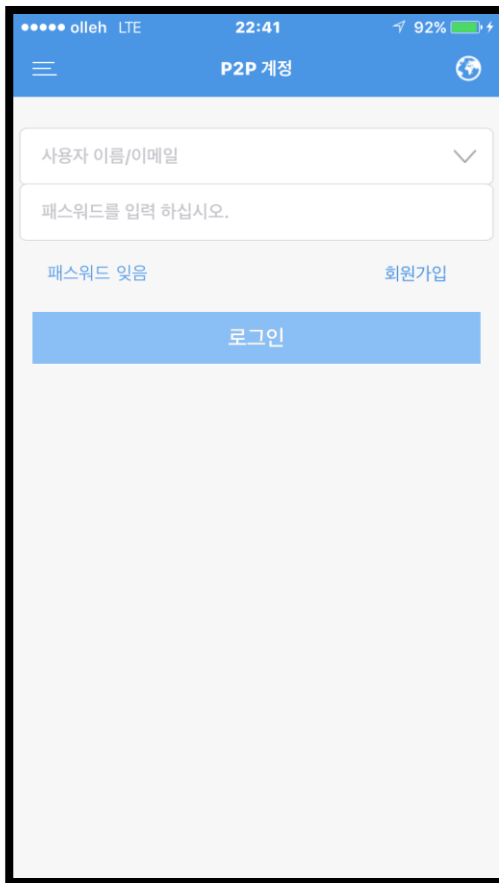 olleh LTE 22:41 92%
P2P 계정
사용자 이름/이메일
패스워드를 입력 하십시오.
패스워드 잊음 회원가입
로그인